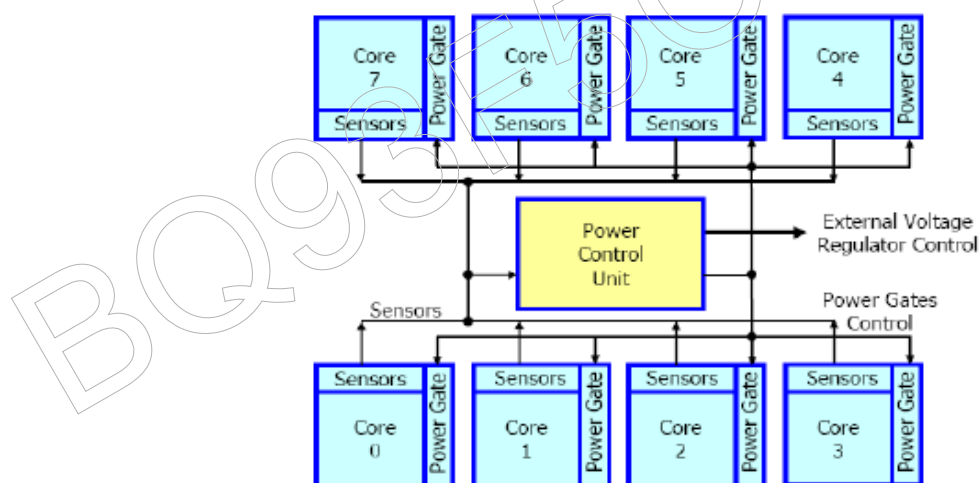 Core
7
Power Gate
Sensors
Core
6
Power Gate
Sensors
Core
5
Power Gate
Sensors
Core
4
Power Gate
Sensors
Power
Control
Unit
External Voltage
Regulator Control
Power Gates
Control
Sensors
Sensors
Core
0
Power Gate
Sensors
Core
1
Power Gate
Sensors
Core
2
Power Gate
Sensors
Core
3
Power Gate